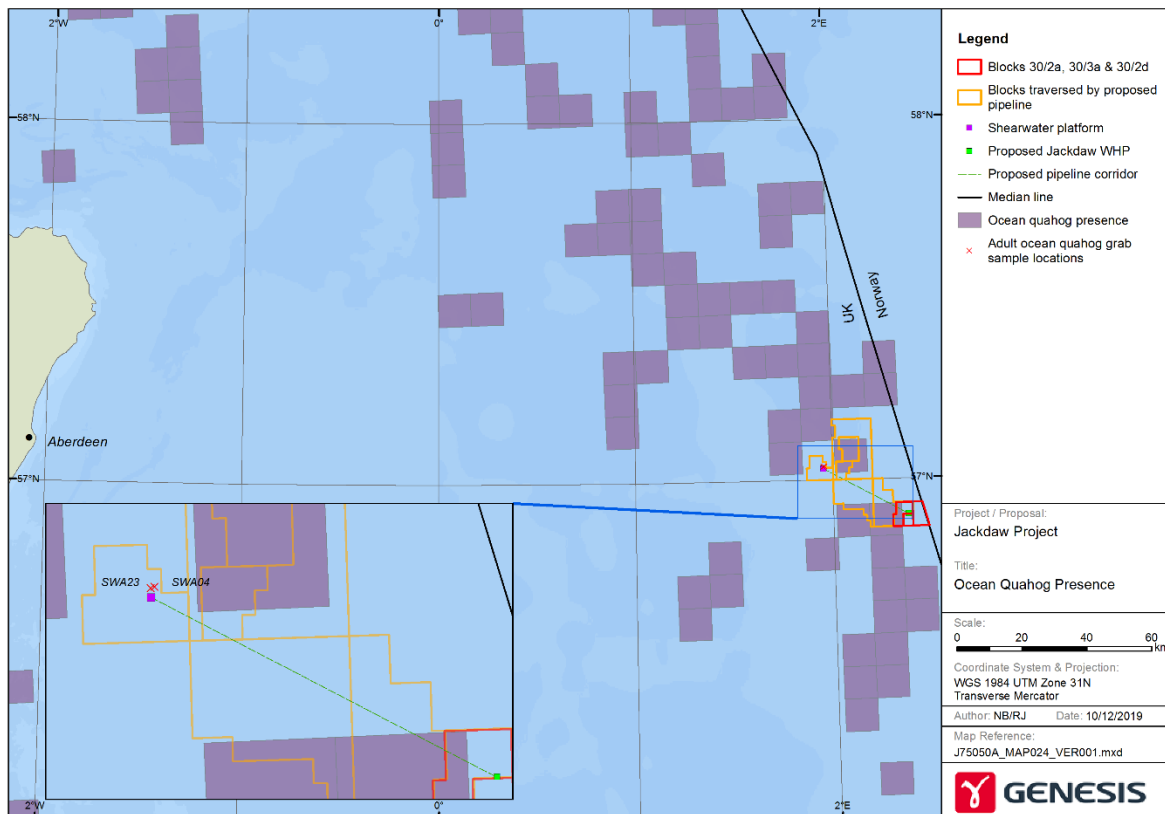 2°W
0°
2°E
58°N
58°N
UK
Norway
Aberdeen
57°N
57°N
SWA23
SWA04
2°W
0°
2°E
Legend
Blocks 30/2a, 30/3a & 30/2d
Blocks traversed by proposed
pipeline
Shearwater platform
Proposed Jackdaw WHP
Proposed pipeline corridor
Median line
Ocean quahog presence
Adult ocean quahog grab
sample locations
Project / Proposal:
Jackdaw Project
Title:
Ocean Quahog Presence
Scale:
0 20 40 60
km
Coordinate System & Projection:
WGS 1984 UTM Zone 31N
Transverse Mercator
Author: NB/RJ Date: 10/12/2019
Map Reference:
J75050A_MAP024_VER001.mxd
GENESIS